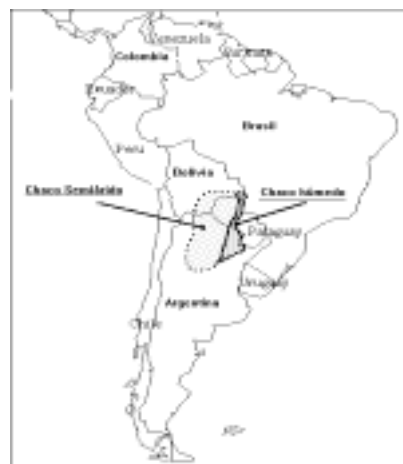 Venezuela
Colombia
Ecuador
Brasil
Peru
Bolivia
Chaco Semiárido
Chaco húmedo
Paraguay
Uruguay
Argentina
Chile